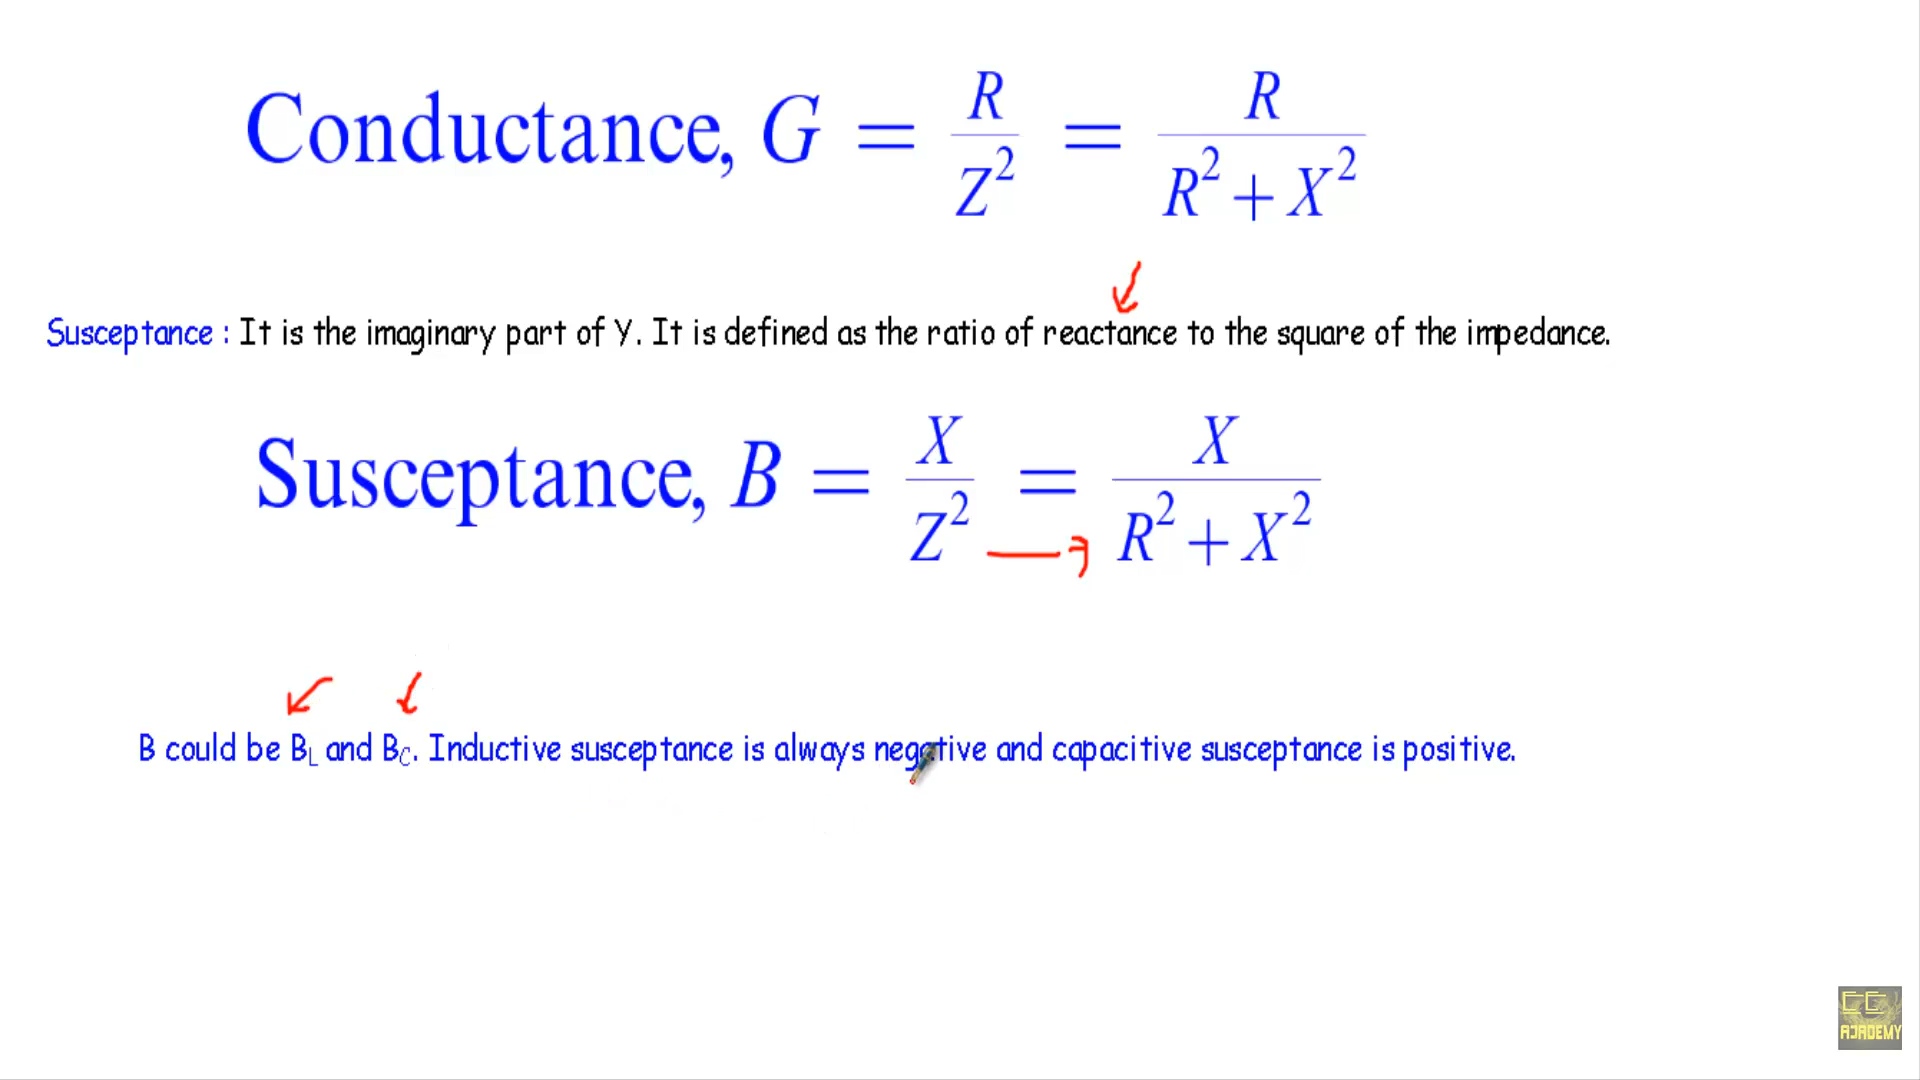 Conductance, G = R / Z² = R / R² + X²
Susceptance : It is the imaginary part of Y. It is defined as the ratio of reactance to the square of the impedance.
Susceptance, B = X / Z² = X / R² + X²
B could be B_L and B_C. Inductive susceptance is always negative and capacitive susceptance is positive.
EE
ACADEMY